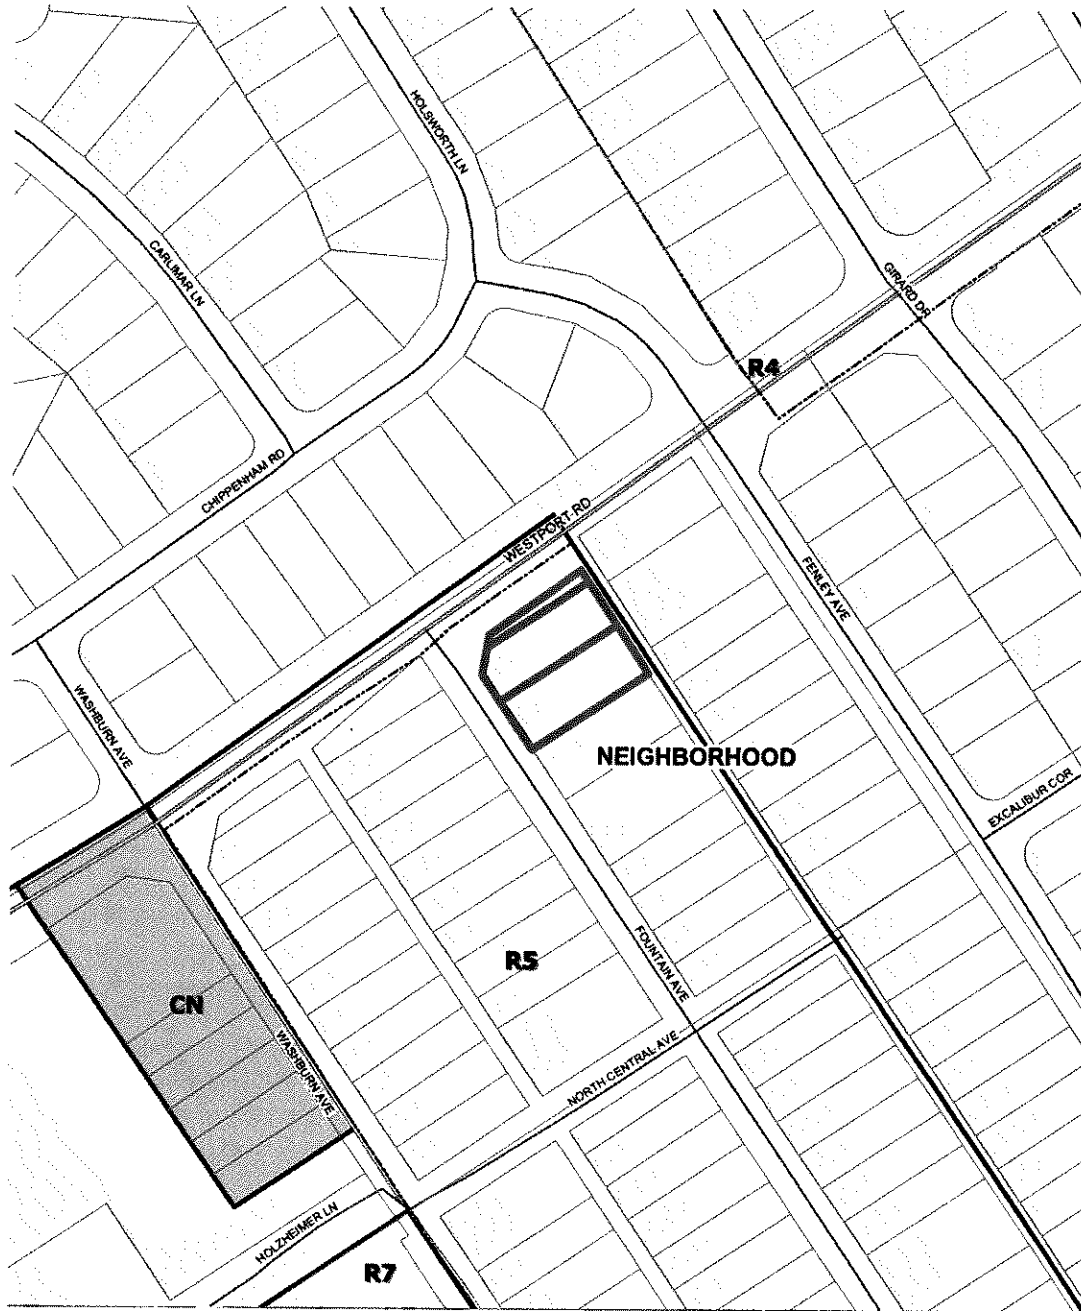 HOLSWORTH LN
CARLIMAR LN
GIRARD DR
R4
CHIPPENHAM RD
WESTPORT RD
FENLEY AVE
WASHBURN AVE
NEIGHBORHOOD
EXCALIBUR COR
FOUNTAIN AVE
R5
CN
WASHBURN AVE
NORTH CENTRAL AVE
HOLZHEIMER LN
R7